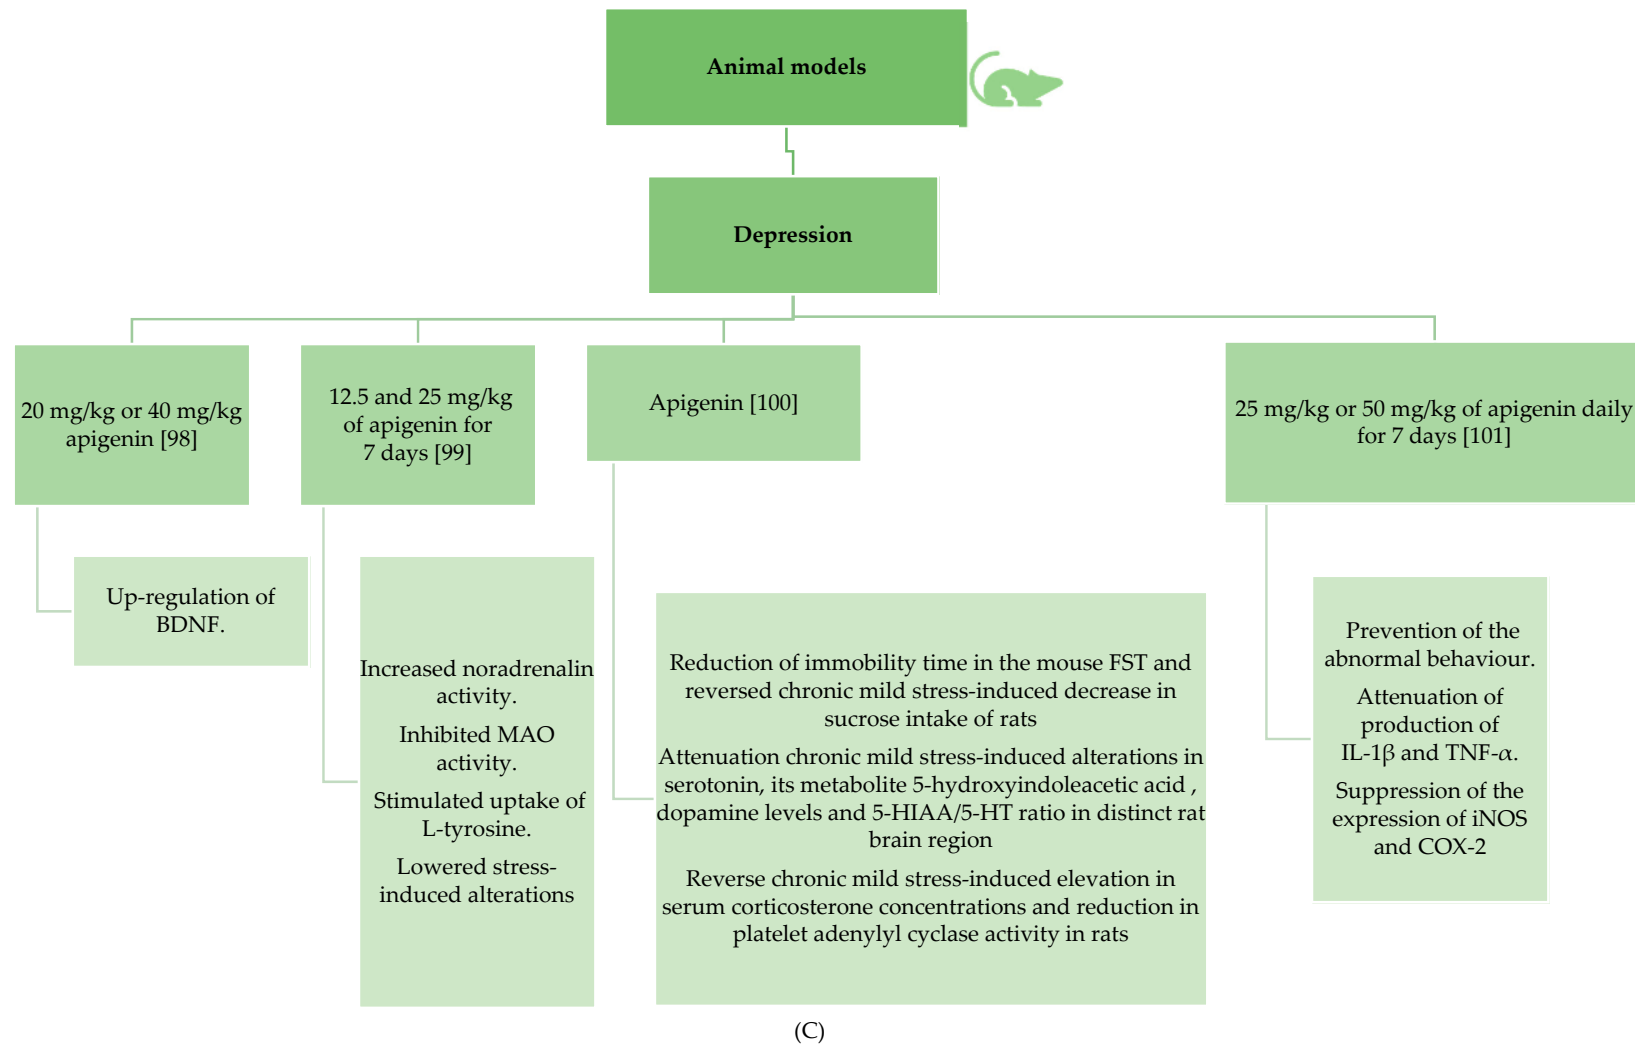 Animal models
Depression
20 mg/kg or 40 mg/kg
apigenin [98]
12.5 and 25 mg/kg
of apigenin for
7 days [99]
Apigenin [100]
25 mg/kg or 50 mg/kg of apigenin daily
for 7 days [101]
Up-regulation of
BDNF.
Increased noradrenalin
activity.
Inhibited MAO
activity.
Stimulated uptake of
L-tyrosine.
Lowered stress-
induced alterations
Reduction of immobility time in the mouse FST and
reversed chronic mild stress-induced decrease in
sucrose intake of rats
Attenuation chronic mild stress-induced alterations in
serotonin, its metabolite 5-hydroxyindoleacetic acid ,
dopamine levels and 5-HIAA/5-HT ratio in distinct rat
brain region
Reverse chronic mild stress-induced elevation in
serum corticosterone concentrations and reduction in
platelet adenylyl cyclase activity in rats
Prevention of the
abnormal behaviour.
Attenuation of
production of
IL-1β and TNF-α.
Suppression of the
expression of iNOS
and COX-2
(C)